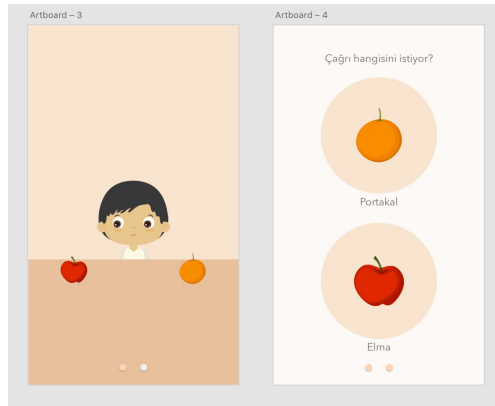 Artboard – 3
Artboard – 4
Çağrı hangisini istiyor?
Portakal
Elma